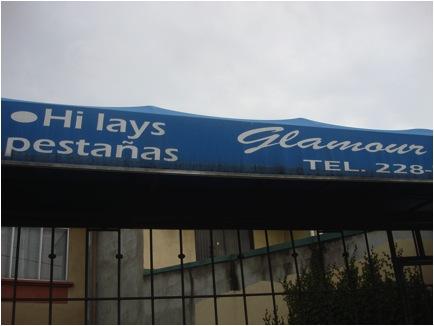 Hi lays
pestañas
Glamour
TEL. 228-